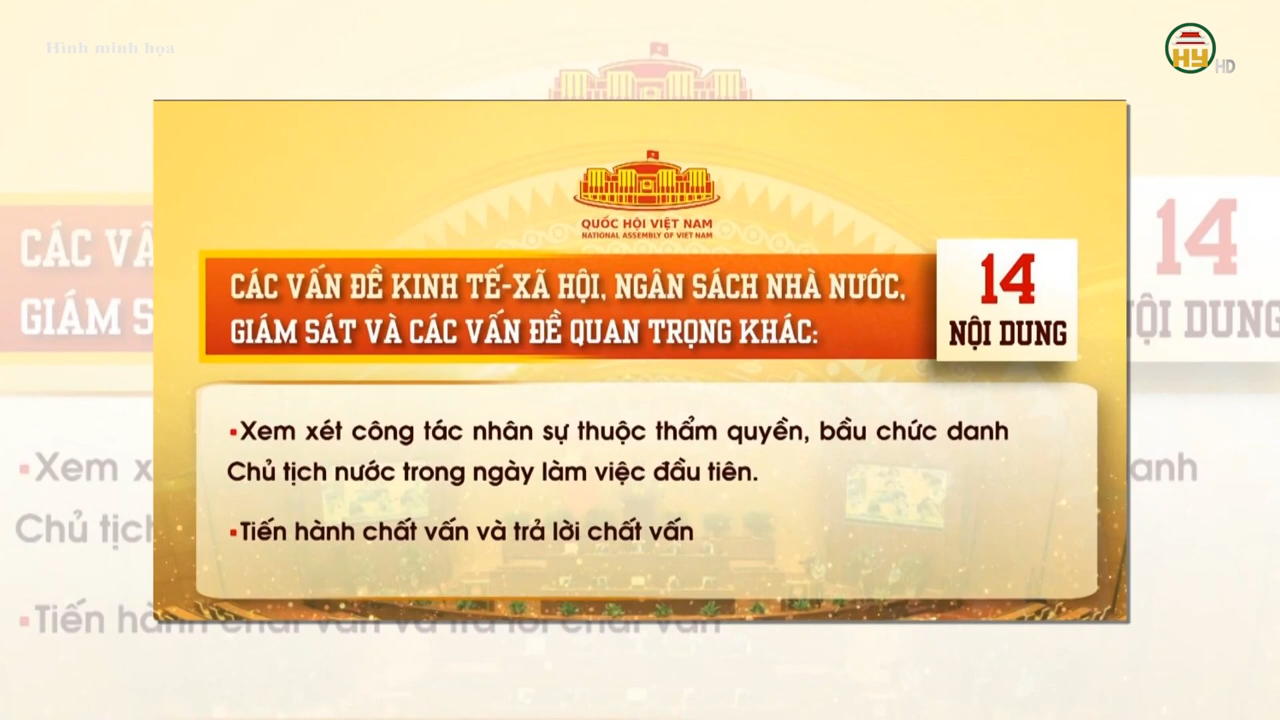 Hình minh họa
HY HD
QUỐC HỘI VIỆT NAM
NATIONAL ASSEMBLY OF VIET NAM
CÁC VẤN ĐỀ KINH TẾ-XÃ HỘI, NGÂN SÁCH NHÀ NƯỚC,
GIÁM SÁT VÀ CÁC VẤN ĐỀ QUAN TRỌNG KHÁC:
14
NỘI DUNG
▪Xem xét công tác nhân sự thuộc thẩm quyền, bầu chức danh
Chủ tịch nước trong ngày làm việc đầu tiên.
▪Tiến hành chất vấn và trả lời chất vấn